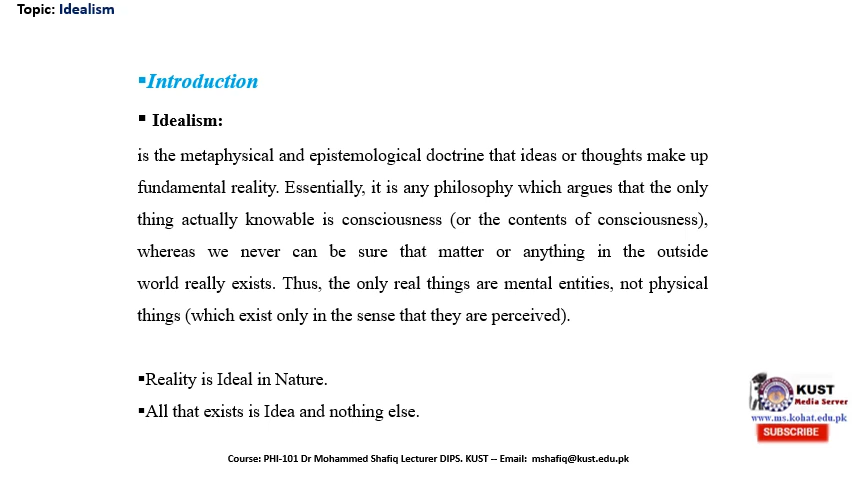 Topic: Idealism
▪Introduction
▪ Idealism:
is the metaphysical and epistemological doctrine that ideas or thoughts make up
fundamental reality. Essentially, it is any philosophy which argues that the only
thing actually knowable is consciousness (or the contents of consciousness),
whereas we never can be sure that matter or anything in the outside
world really exists. Thus, the only real things are mental entities, not physical
things (which exist only in the sense that they are perceived).
▪Reality is Ideal in Nature.
▪All that exists is Idea and nothing else.
KUST
Media Server
www.ms.kohat.edu.pk
SUBSCRIBE
Course: PHI-101 Dr Mohammed Shafiq Lecturer DIPS. KUST – Email: mshafiq@kust.edu.pk